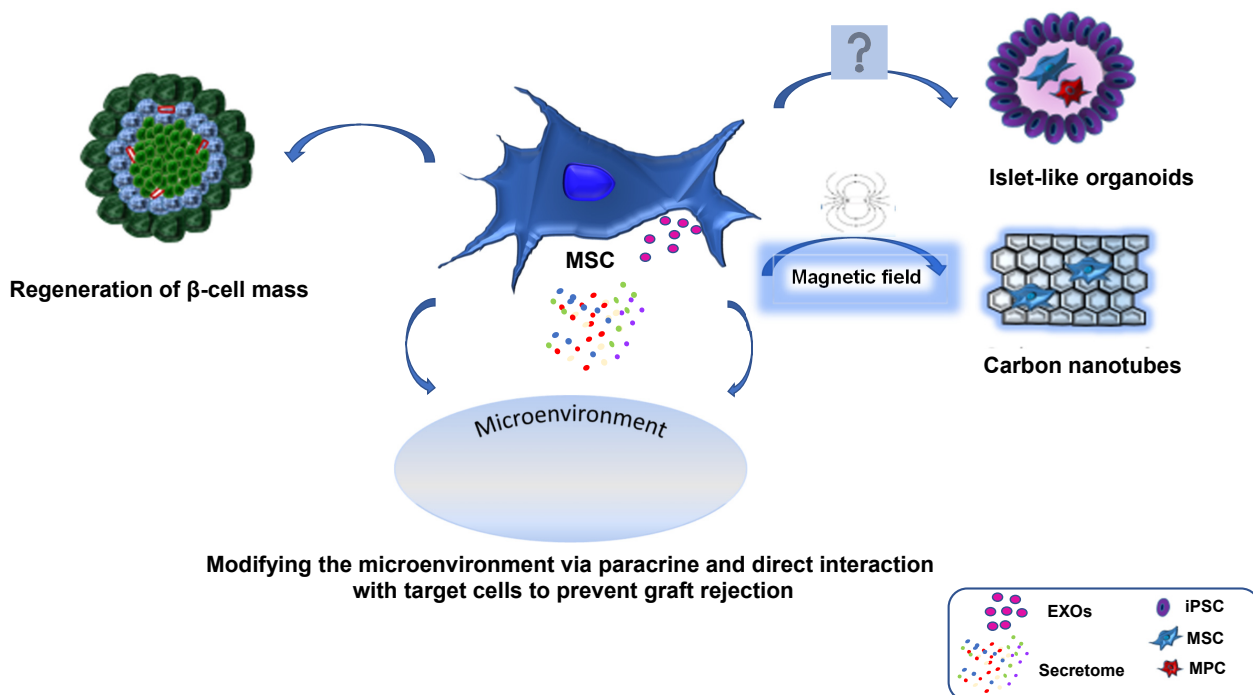 ?
Islet-like organoids
MSC
Magnetic field
Regeneration of β-cell mass
Carbon nanotubes
Microenvironment
Modifying the microenvironment via paracrine and direct interaction
with target cells to prevent graft rejection
EXOs
iPSC
MSC
Secretome
MPC